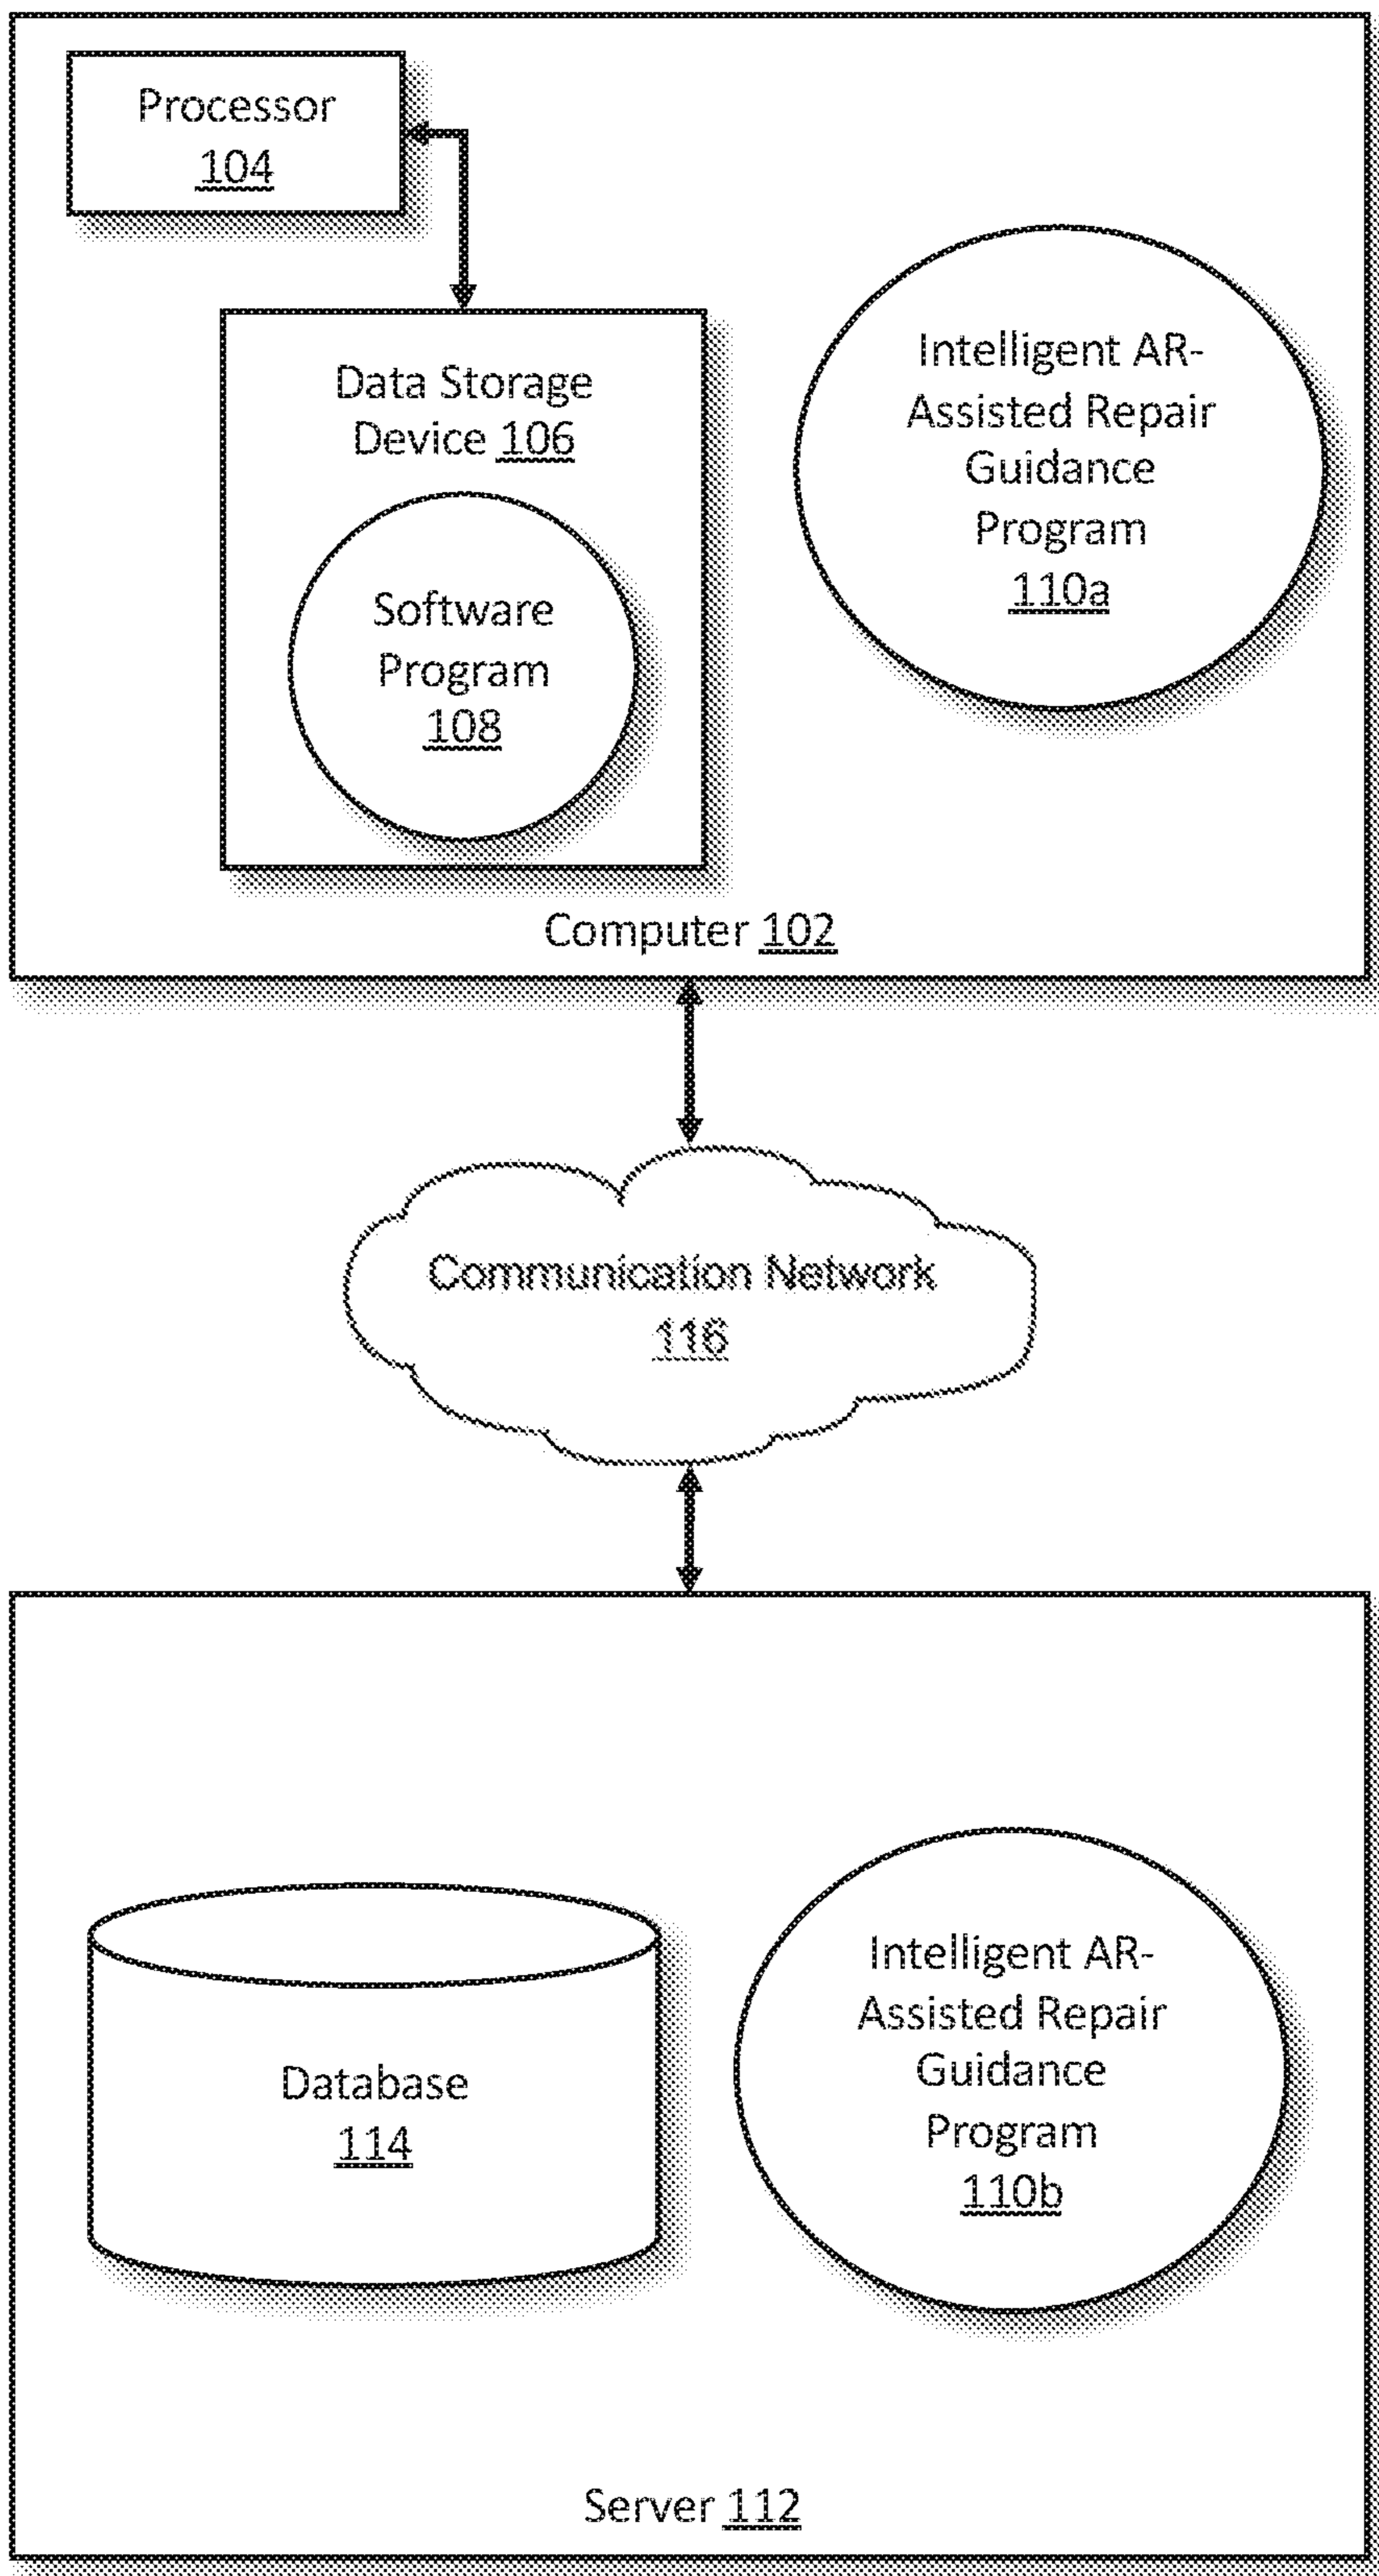 Processor
104
Data Storage
Device 106
Software
Program
108
Intelligent AR-
Assisted Repair
Guidance
Program
110a
Computer 102
Communication Network
116
Database
114
Intelligent AR-
Assisted Repair
Guidance
Program
110b
Server 112